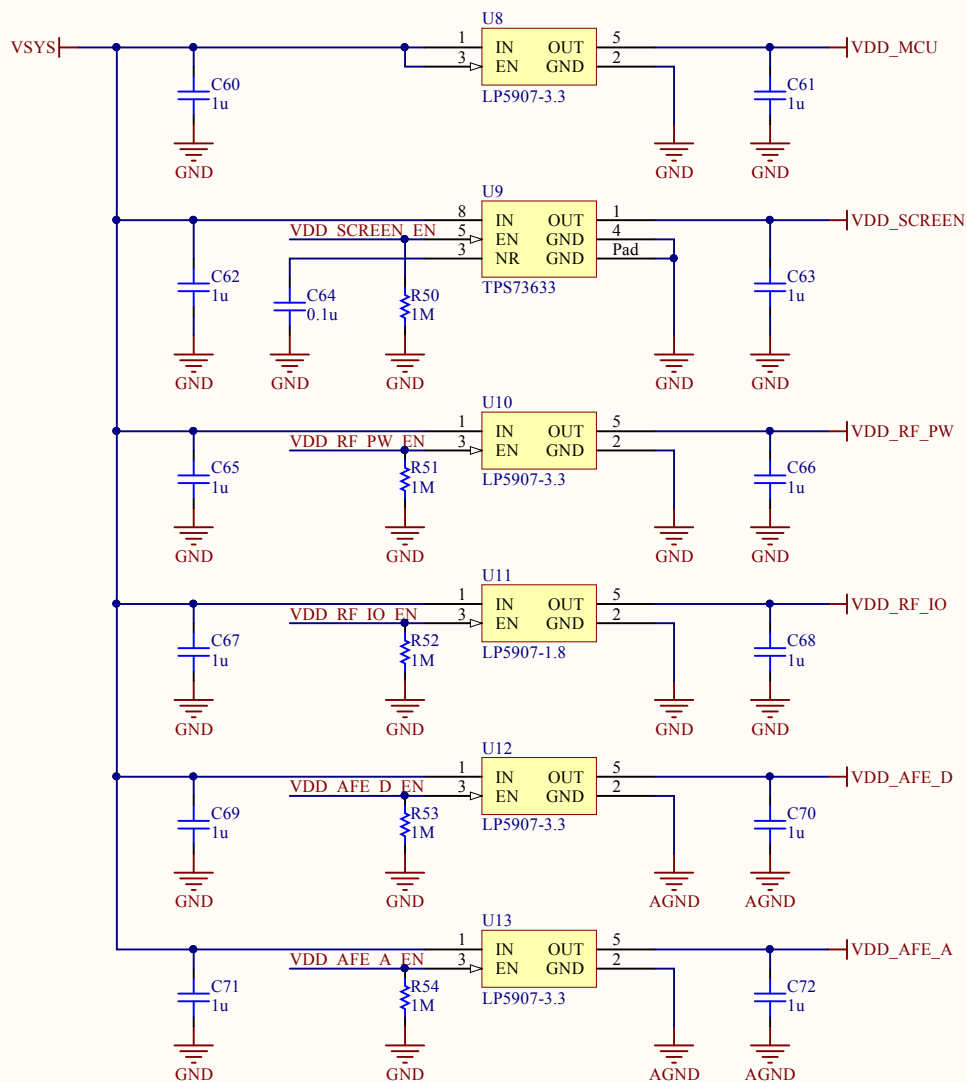 U8
VSYS
1 IN OUT 5
VDD_MCU
3 EN GND 2
C60
1u
LP5907-3.3
C61
1u
GND
GND
GND
U9
8 IN OUT 1
VDD_SCREEN
VDD_SCREEN_EN
5 EN GND 4
3 NR GND Pad
TPS73633
C62
1u
C64
0.1u
R50
1M
C63
1u
GND
GND
GND
GND
GND
U10
1 IN OUT 5
VDD_RF_PW
VDD_RF_PW_EN
3 EN GND 2
LP5907-3.3
C65
1u
R51
1M
C66
1u
GND
GND
GND
GND
U11
1 IN OUT 5
VDD_RF_IO
VDD_RF_IO_EN
3 EN GND 2
LP5907-1.8
C67
1u
R52
1M
C68
1u
GND
GND
GND
GND
U12
1 IN OUT 5
VDD_AFE_D
VDD_AFE_D_EN
3 EN GND 2
LP5907-3.3
C69
1u
R53
1M
C70
1u
GND
GND
AGND
AGND
U13
1 IN OUT 5
VDD_AFE_A
VDD_AFE_A_EN
3 EN GND 2
LP5907-3.3
C71
1u
R54
1M
C72
1u
GND
GND
AGND
AGND